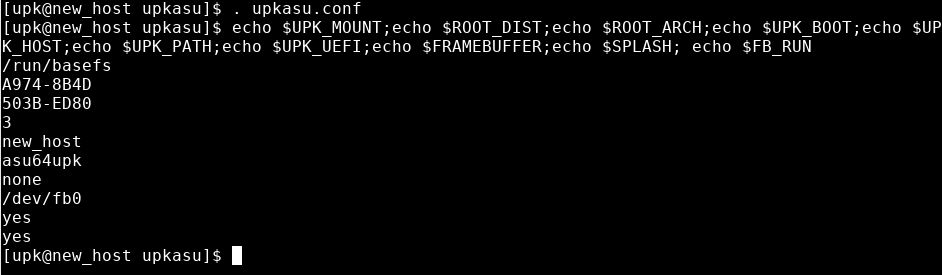 [upk@new_host upkasu]$ . upkasu.conf
[upk@new_host upkasu]$ echo $UPK_MOUNT;echo $ROOT_DIST;echo $ROOT_ARCH;echo $UPK_BOOT;echo $UP
K_HOST;echo $UPK_PATH;echo $UPK_UEFI;echo $FRAMEBUFFER;echo $SPLASH; echo $FB_RUN
/run/basefs
A974-8B4D
503B-ED80
3
new_host
asu64upk
none
/dev/fb0
yes
yes
[upk@new_host upkasu]$